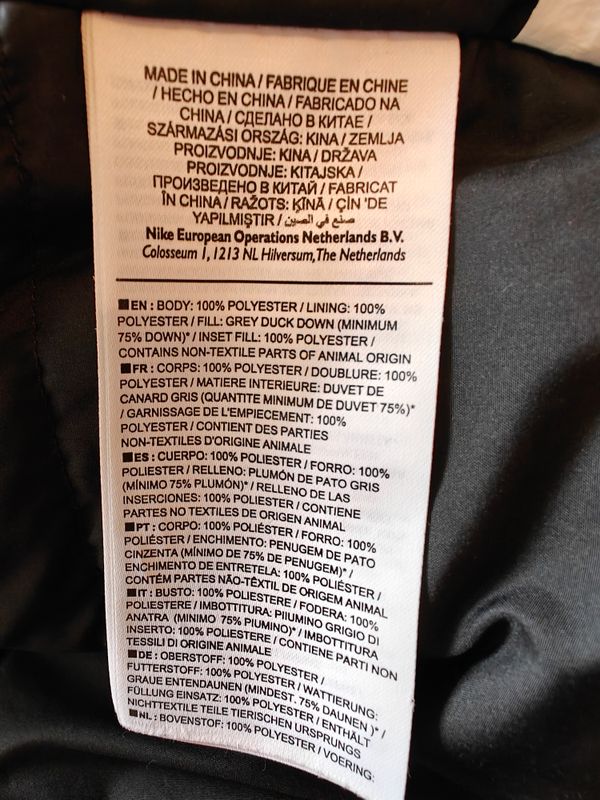 MADE IN CHINA / FABRIQUE EN CHINE
/ HECHO EN CHINA / FABRICADO NA
CHINA / СДЕЛАНО В КИТАЕ /
SZÁRMAZÁSI ORSZÁG: KINA / ZEMLJA
PROIZVODNJE: KINA / DRŽAVA
PROIZVODNJE: KITAJSKA /
ПРОИЗВЕДЕНО В КИТАЙ / FABRICAT
ÎN CHINA / RAŽOTS: ĶĪNĀ / ÇİN 'DE
YAPILMIŞTIR / صنع في الصين
Nike European Operations Netherlands B.V.
Colosseum 1, 1213 NL Hilversum, The Netherlands
■ EN : BODY: 100% POLYESTER / LINING: 100%
POLYESTER / FILL: GREY DUCK DOWN (MINIMUM
75% DOWN)* / INSET FILL: 100% POLYESTER /
CONTAINS NON-TEXTILE PARTS OF ANIMAL ORIGIN
■ FR : CORPS: 100% POLYESTER / DOUBLURE: 100%
POLYESTER / MATIERE INTERIEURE: DUVET DE
CANARD GRIS (QUANTITE MINIMUM DE DUVET 75%)*
/ GARNISSAGE DE L'EMPIECEMENT: 100%
POLYESTER / CONTIENT DES PARTIES
NON-TEXTILES D'ORIGINE ANIMALE
■ ES : CUERPO: 100% POLIÉSTER / FORRO: 100%
POLIESTER / RELLENO: PLUMÓN DE PATO GRIS
(MÍNIMO 75% PLUMÓN)* / RELLENO DE LAS
INSERCIONES: 100% POLIESTER / CONTIENE
PARTES NO TEXTILES DE ORIGEN ANIMAL
■ PT : CORPO: 100% POLIÉSTER / FORRO: 100%
POLIÉSTER / ENCHIMENTO: PENUGEM DE PATO
CINZENTA (MÍNIMO DE 75% DE PENUGEM)* /
ENCHIMENTO DE ENTRETELA: 100% POLIÉSTER /
CONTÉM PARTES NÃO-TÊXTIL DE ORIGEM ANIMAL
■ IT : BUSTO: 100% POLIESTERE / FODERA: 100%
POLIESTERE / IMBOTTITURA: PIIUMINO GRIGIO DI
ANATRA (MINIMO 75% PIUMINO)* / IMBOTTITURA
INSERTO: 100% POLIESTERE / CONTIENE PARTI NON
TESSILI DI ORIGINE ANIMALE
■ DE : OBERSTOFF: 100% POLYESTER /
FUTTERSTOFF: 100% POLYESTER / WATTIERUNG:
GRAUE ENTENDAUNEN (MINDEST. 75% DAUNEN )* /
FÜLLUNG EINSATZ: 100% POLYESTER / ENTHÄLT
NICHTTEXTILE TEILE TIERISCHEN URSPRUNGS
■ NL : BOVENSTOF: 100% POLYESTER / VOERING: